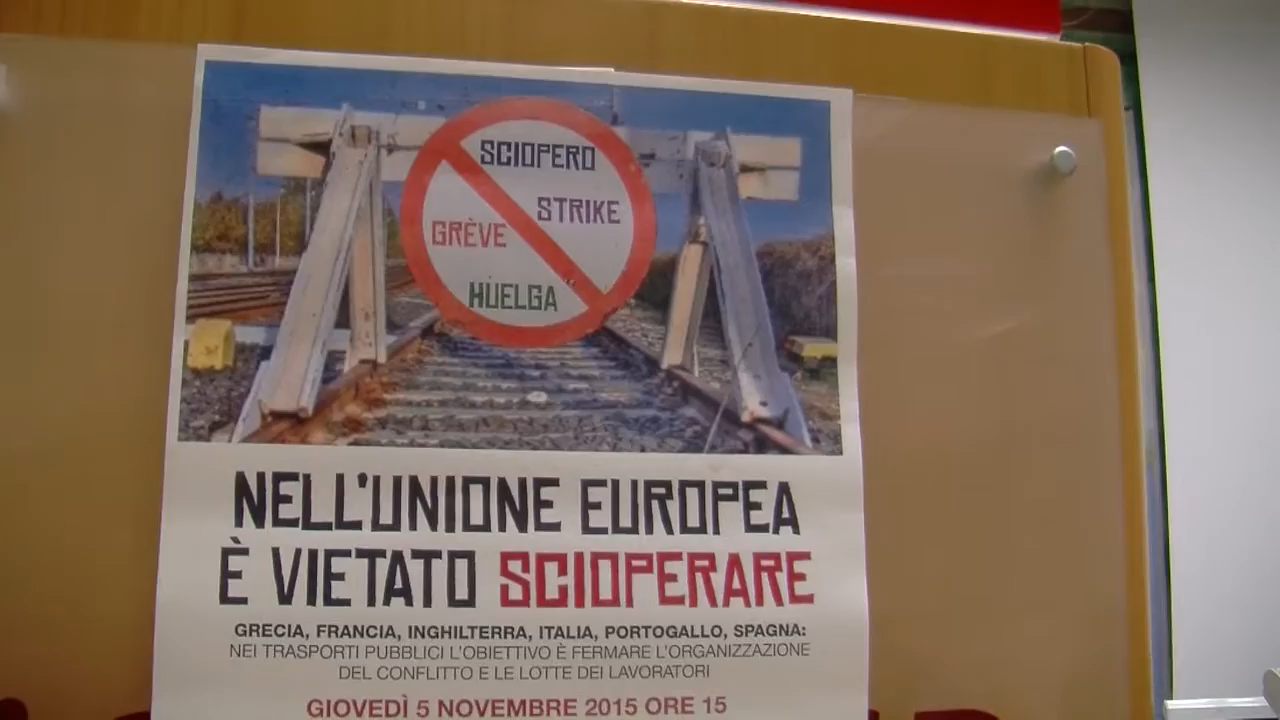 SCIOPERO
STRIKE
GRÈVE
HUELGA
NELL'UNIONE EUROPEA
È VIETATO SCIOPERARE
GRECIA, FRANCIA, INGHILTERRA, ITALIA, PORTOGALLO, SPAGNA:
NEI TRASPORTI PUBBLICI L'OBIETTIVO È FERMARE L'ORGANIZZAZIONE
DEL CONFLITTO E LE LOTTE DEI LAVORATORI
GIOVEDÌ 5 NOVEMBRE 2015 ORE 15